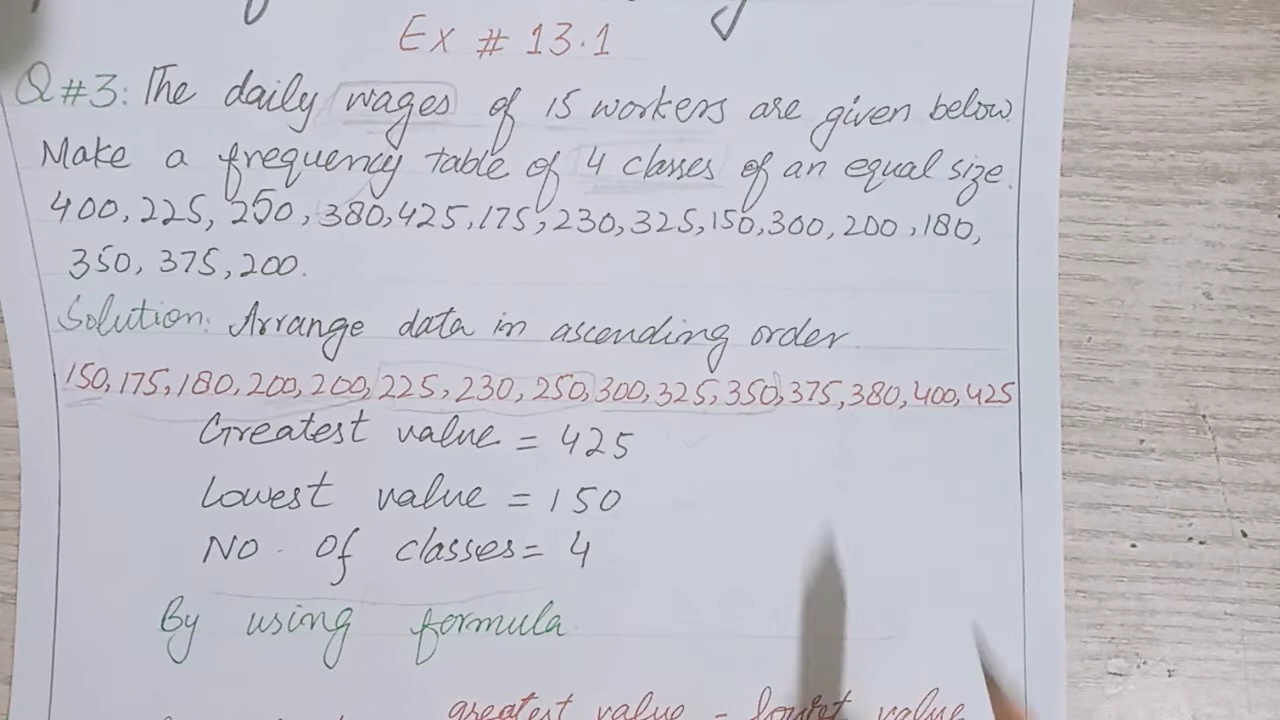 Ex # 13.1
Q#3: The daily wages of 15 workers are given below.
Make a frequency table of 4 classes of an equal size.
400, 225, 250, 380, 425, 175, 230, 325, 150, 300, 200, 180,
350, 375, 200.
Solution: Arrange data in ascending order.
150, 175, 180, 200, 200, 225, 230, 250, 300, 325, 350, 375, 380, 400, 425
Greatest value = 425
Lowest value = 150
No. of classes = 4
By using formula
greatest value - lowest value